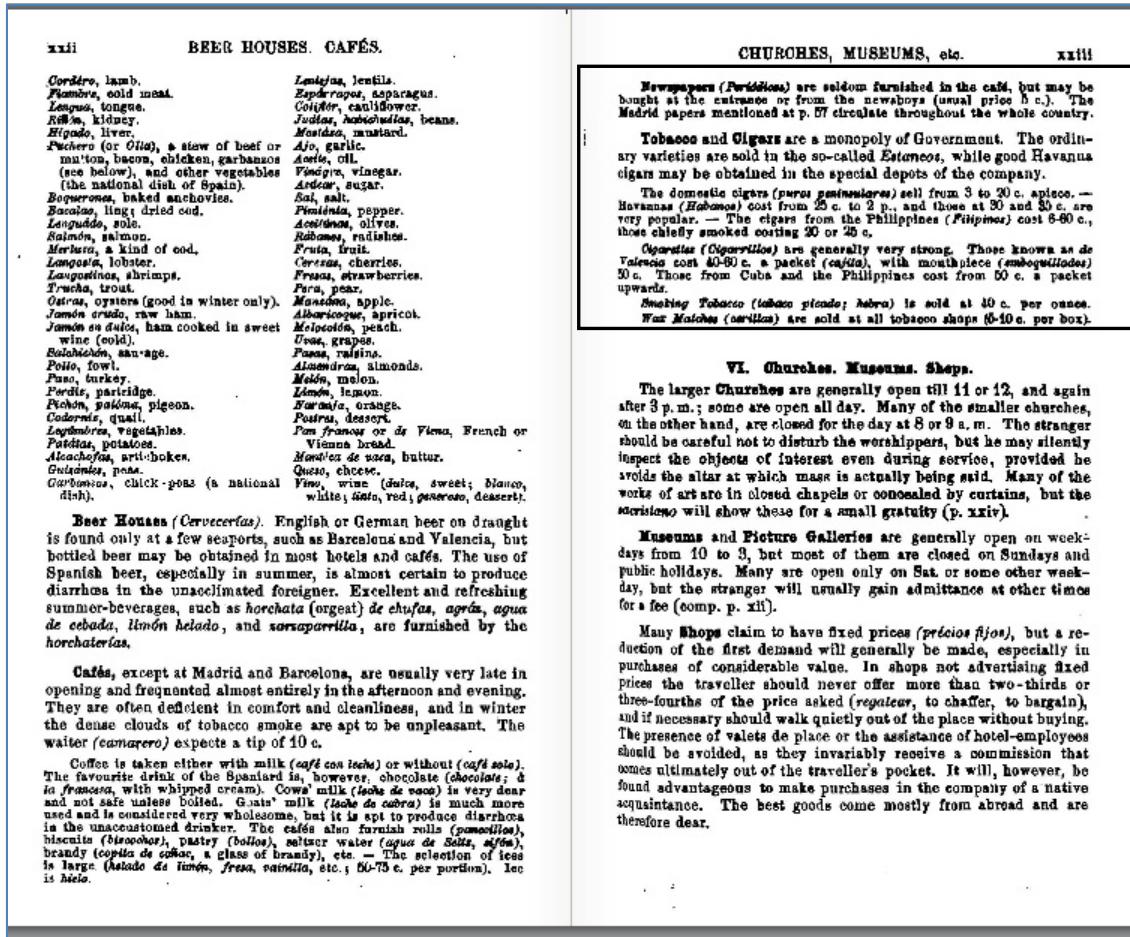 xxii BEER HOUSES. CAFÉS.
Cordéro, lamb.
Fiambre, cold meat.
Lengua, tongue.
Riñón, kidney.
Hígado, liver.
Puchero (or Olla), a stew of beef or
mutton, bacon, chicken, garbanzos
(see below), and other vegetables
(the national dish of Spain).
Boquerones, baked anchovies.
Bacalao, ling; dried cod.
Lenguado, sole.
Salmón, salmon.
Merluza, a kind of cod.
Langosta, lobster.
Langostinos, shrimps.
Trucha, trout.
Ostras, oysters (good in winter only).
Jamón crudo, raw ham.
Jamón en dulce, ham cooked in sweet
wine (cold).
Salchichón, sausage.
Pollo, fowl.
Pavo, turkey.
Perdiz, partridge.
Pichón, palóma, pigeon.
Codorniz, quail.
Legúmbres, vegetables.
Patátas, potatoes.
Alcachofas, artichokes.
Guisántes, peas.
Garbanzos, chick-peas (a national
dish).
Lentejas, lentils.
Espárragos, asparagus.
Coliflór, cauliflower.
Judías, habichuélas, beans.
Mostáza, mustard.
Ajo, garlic.
Aceite, oil.
Vinágre, vinegar.
Azúcar, sugar.
Sal, salt.
Pimiénta, pepper.
Aceitúnas, olives.
Rábanos, radishes.
Fruta, fruit.
Cerezas, cherries.
Fresas, strawberries.
Pera, pear.
Manzána, apple.
Albaricoque, apricot.
Melocotón, peach.
Uvas, grapes.
Pasas, raisins.
Almendras, almonds.
Melón, melon.
Limón, lemon.
Naranja, orange.
Postres, dessert.
Pan frances or de Viena, French or
Vienna bread.
Mantéca de vaca, buttur.
Queso, cheese.
Vino, wine (dulce, sweet; blanco,
white; tinto, red; generoso, dessert).
Beer Houses (Cervecerías). English or German beer on draught
is found only at a few seaports, such as Barcelona and Valencia, but
bottled beer may be obtained in most hotels and cafés. The use of
Spanish beer, especially in summer, is almost certain to produce
diarrhœa in the unacclimated foreigner. Excellent and refreshing
summer-beverages, such as horchata (orgeat) de chufas, agráz, agua
de cebada, limón helado, and zarzaparrilla, are furnished by the
horchaterías.
Cafés, except at Madrid and Barcelona, are usually very late in
opening and frequented almost entirely in the afternoon and evening.
They are often deficient in comfort and cleanliness, and in winter
the dense clouds of tobacco smoke are apt to be unpleasant. The
waiter (camarero) expects a tip of 10 c.
Coffee is taken either with milk (café con leche) or without (café solo).
The favourite drink of the Spaniard is, however, chocolate (chocolate; á
la francesa, with whipped cream). Cows' milk (leche de vaca) is very dear
and not safe unless boiled. Goats' milk (leche de cabra) is much more
used and is considered very wholesome, but it is apt to produce diarrhœa
in the unaccustomed drinker. The cafés also furnish rolls (panecillos),
biscuits (bizcochos), pastry (bollos), seltzer water (agua de Seltz, sifón),
brandy (copita de coñac, a glass of brandy), etc. — The selection of ices
is large (helado de limón, fresa, vainilla, etc.; 50-75 c. per portion). Ice
is hielo.
CHURCHES, MUSEUMS, etc. xxiii
Newspapers (Periódicos) are seldom furnished in the café, but may be
bought at the entrance or from the newsboys (usual price 5 c.). The
Madrid papers mentioned at p. 57 circulate throughout the whole country.
Tobacco and Cigars are a monopoly of Government. The ordin-
ary varieties are sold in the so-called Estancos, while good Havanna
cigars may be obtained in the special depots of the company.
The domestic cigars (puros peninsulares) sell from 3 to 20 c. apiece. —
Havannas (Habanos) cost from 25 c. to 2 p., and those at 30 and 35 c. are
very popular. — The cigars from the Philippines (Filipinos) cost 6-60 c.,
those chiefly smoked costing 20 or 25 c.
Cigarettes (Cigarrillos) are generally very strong. Those known as de
Valencia cost 40-60 c. a packet (cajilla), with mouthpiece (emboquillados)
50 c. Those from Cuba and the Philippines cost from 50 c. a packet
upwards.
Smoking Tobacco (tabaco picado; hebra) is sold at 40 c. per ounce.
Wax Matches (cerillas) are sold at all tobacco shops (5-10 c. per box).
VI. Churches. Museums. Shops.
The larger Churches are generally open till 11 or 12, and again
after 3 p.m.; some are open all day. Many of the smaller churches,
on the other hand, are closed for the day at 8 or 9 a.m. The stranger
should be careful not to disturb the worshippers, but he may silently
inspect the objects of interest even during service, provided he
avoids the altar at which mass is actually being said. Many of the
works of art are in closed chapels or concealed by curtains, but the
sacristano will show these for a small gratuity (p. xxiv).
Museums and Picture Galleries are generally open on week-
days from 10 to 3, but most of them are closed on Sundays and
public holidays. Many are open only on Sat. or some other week-
day, but the stranger will usually gain admittance at other times
for a fee (comp. p. xii).
Many Shops claim to have fixed prices (précios fijos), but a re-
duction of the first demand will generally be made, especially in
purchases of considerable value. In shops not advertising fixed
prices the traveller should never offer more than two-thirds or
three-fourths of the price asked (regatear, to chaffer, to bargain),
and if necessary should walk quietly out of the place without buying.
The presence of valets de place or the assistance of hotel-employees
should be avoided, as they invariably receive a commission that
comes ultimately out of the traveller's pocket. It will, however, be
found advantageous to make purchases in the company of a native
acquaintance. The best goods come mostly from abroad and are
therefore dear.